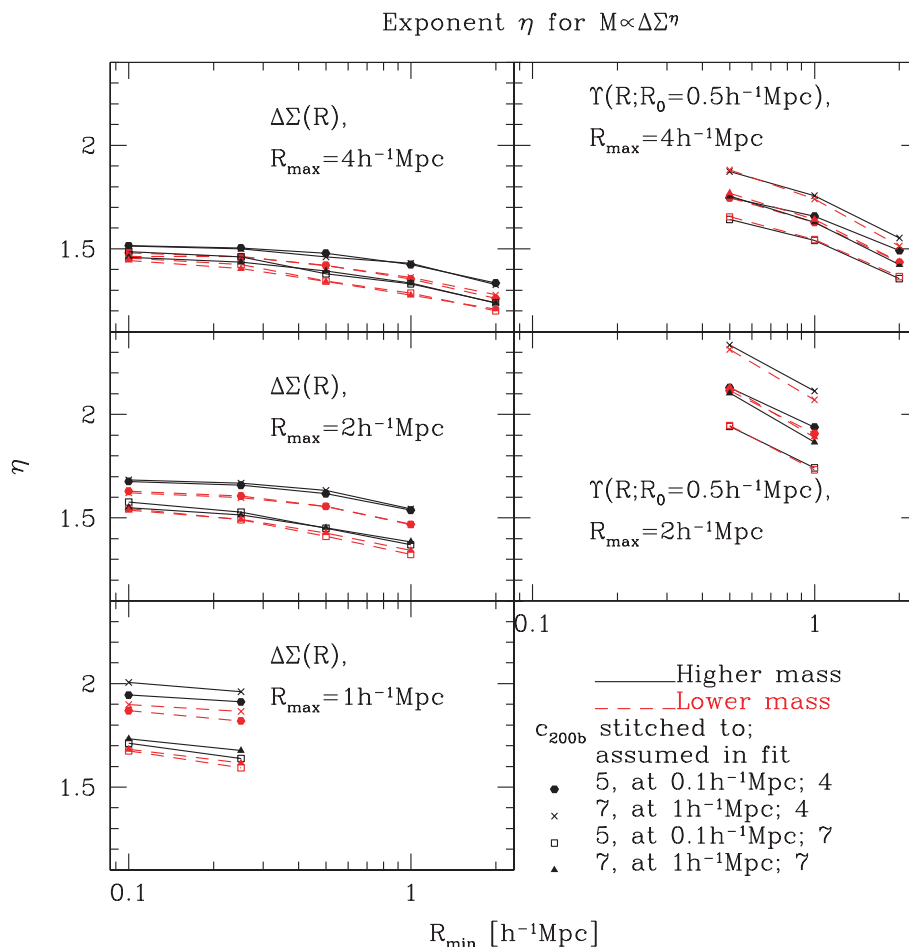 Exponent η for M∝ΔΣ^η
ΔΣ(R),
R_max=4h⁻¹Mpc
Υ(R;R₀=0.5h⁻¹Mpc),
R_max=4h⁻¹Mpc
2
1.5
ΔΣ(R),
R_max=2h⁻¹Mpc
Υ(R;R₀=0.5h⁻¹Mpc),
R_max=2h⁻¹Mpc
2
1.5
η
0.1
1
ΔΣ(R),
R_max=1h⁻¹Mpc
2
1.5
Higher mass
Lower mass
c_200b stitched to;
assumed in fit
5, at 0.1h⁻¹Mpc; 4
7, at 1h⁻¹Mpc; 4
5, at 0.1h⁻¹Mpc; 7
7, at 1h⁻¹Mpc; 7
0.1
1
R_min [h⁻¹Mpc]